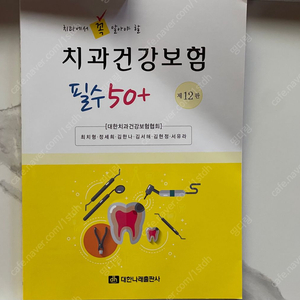 치과에서 꼭 알아야 할
치과건강보험
필수50+
제12판
[대한치과건강보험협회]
대한나래출판사